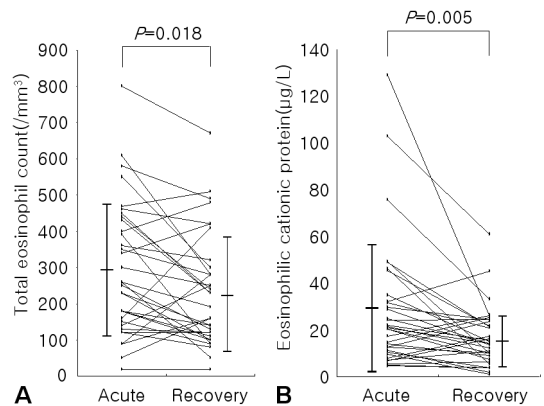 P=0.018
Total eosinophil count(/mm³)
900
800
700
600
500
400
300
200
100
0
Acute Recovery
A
P=0.005
Eosinophilic cationic protein(µg/L)
140
120
100
80
60
40
20
0
Acute Recovery
B